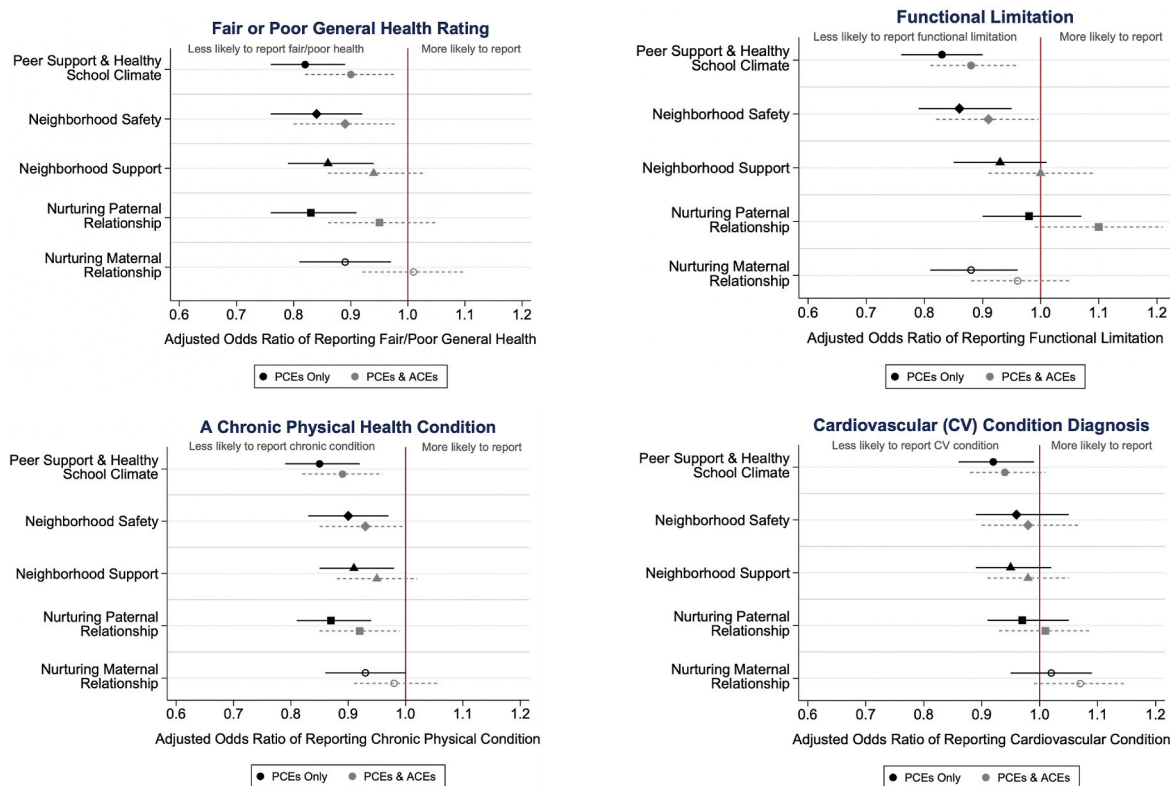 Fair or Poor General Health Rating
Less likely to report fair/poor health
More likely to report
Peer Support & Healthy
School Climate
Neighborhood Safety
Neighborhood Support
Nurturing Paternal
Relationship
Nurturing Maternal
Relationship
0.6 0.7 0.8 0.9 1.0 1.1 1.2
Adjusted Odds Ratio of Reporting Fair/Poor General Health
PCEs Only PCEs & ACEs
Functional Limitation
Less likely to report functional limitation
More likely to report
Peer Support & Healthy
School Climate
Neighborhood Safety
Neighborhood Support
Nurturing Paternal
Relationship
Nurturing Maternal
Relationship
0.6 0.7 0.8 0.9 1.0 1.1 1.2
Adjusted Odds Ratio of Reporting Functional Limitation
PCEs Only PCEs & ACEs
A Chronic Physical Health Condition
Less likely to report chronic condition
More likely to report
Peer Support & Healthy
School Climate
Neighborhood Safety
Neighborhood Support
Nurturing Paternal
Relationship
Nurturing Maternal
Relationship
0.6 0.7 0.8 0.9 1.0 1.1 1.2
Adjusted Odds Ratio of Reporting Chronic Physical Condition
PCEs Only PCEs & ACEs
Cardiovascular (CV) Condition Diagnosis
Less likely to report CV condition
More likely to report
Peer Support & Healthy
School Climate
Neighborhood Safety
Neighborhood Support
Nurturing Paternal
Relationship
Nurturing Maternal
Relationship
0.6 0.7 0.8 0.9 1.0 1.1 1.2
Adjusted Odds Ratio of Reporting Cardiovascular Condition
PCEs Only PCEs & ACEs